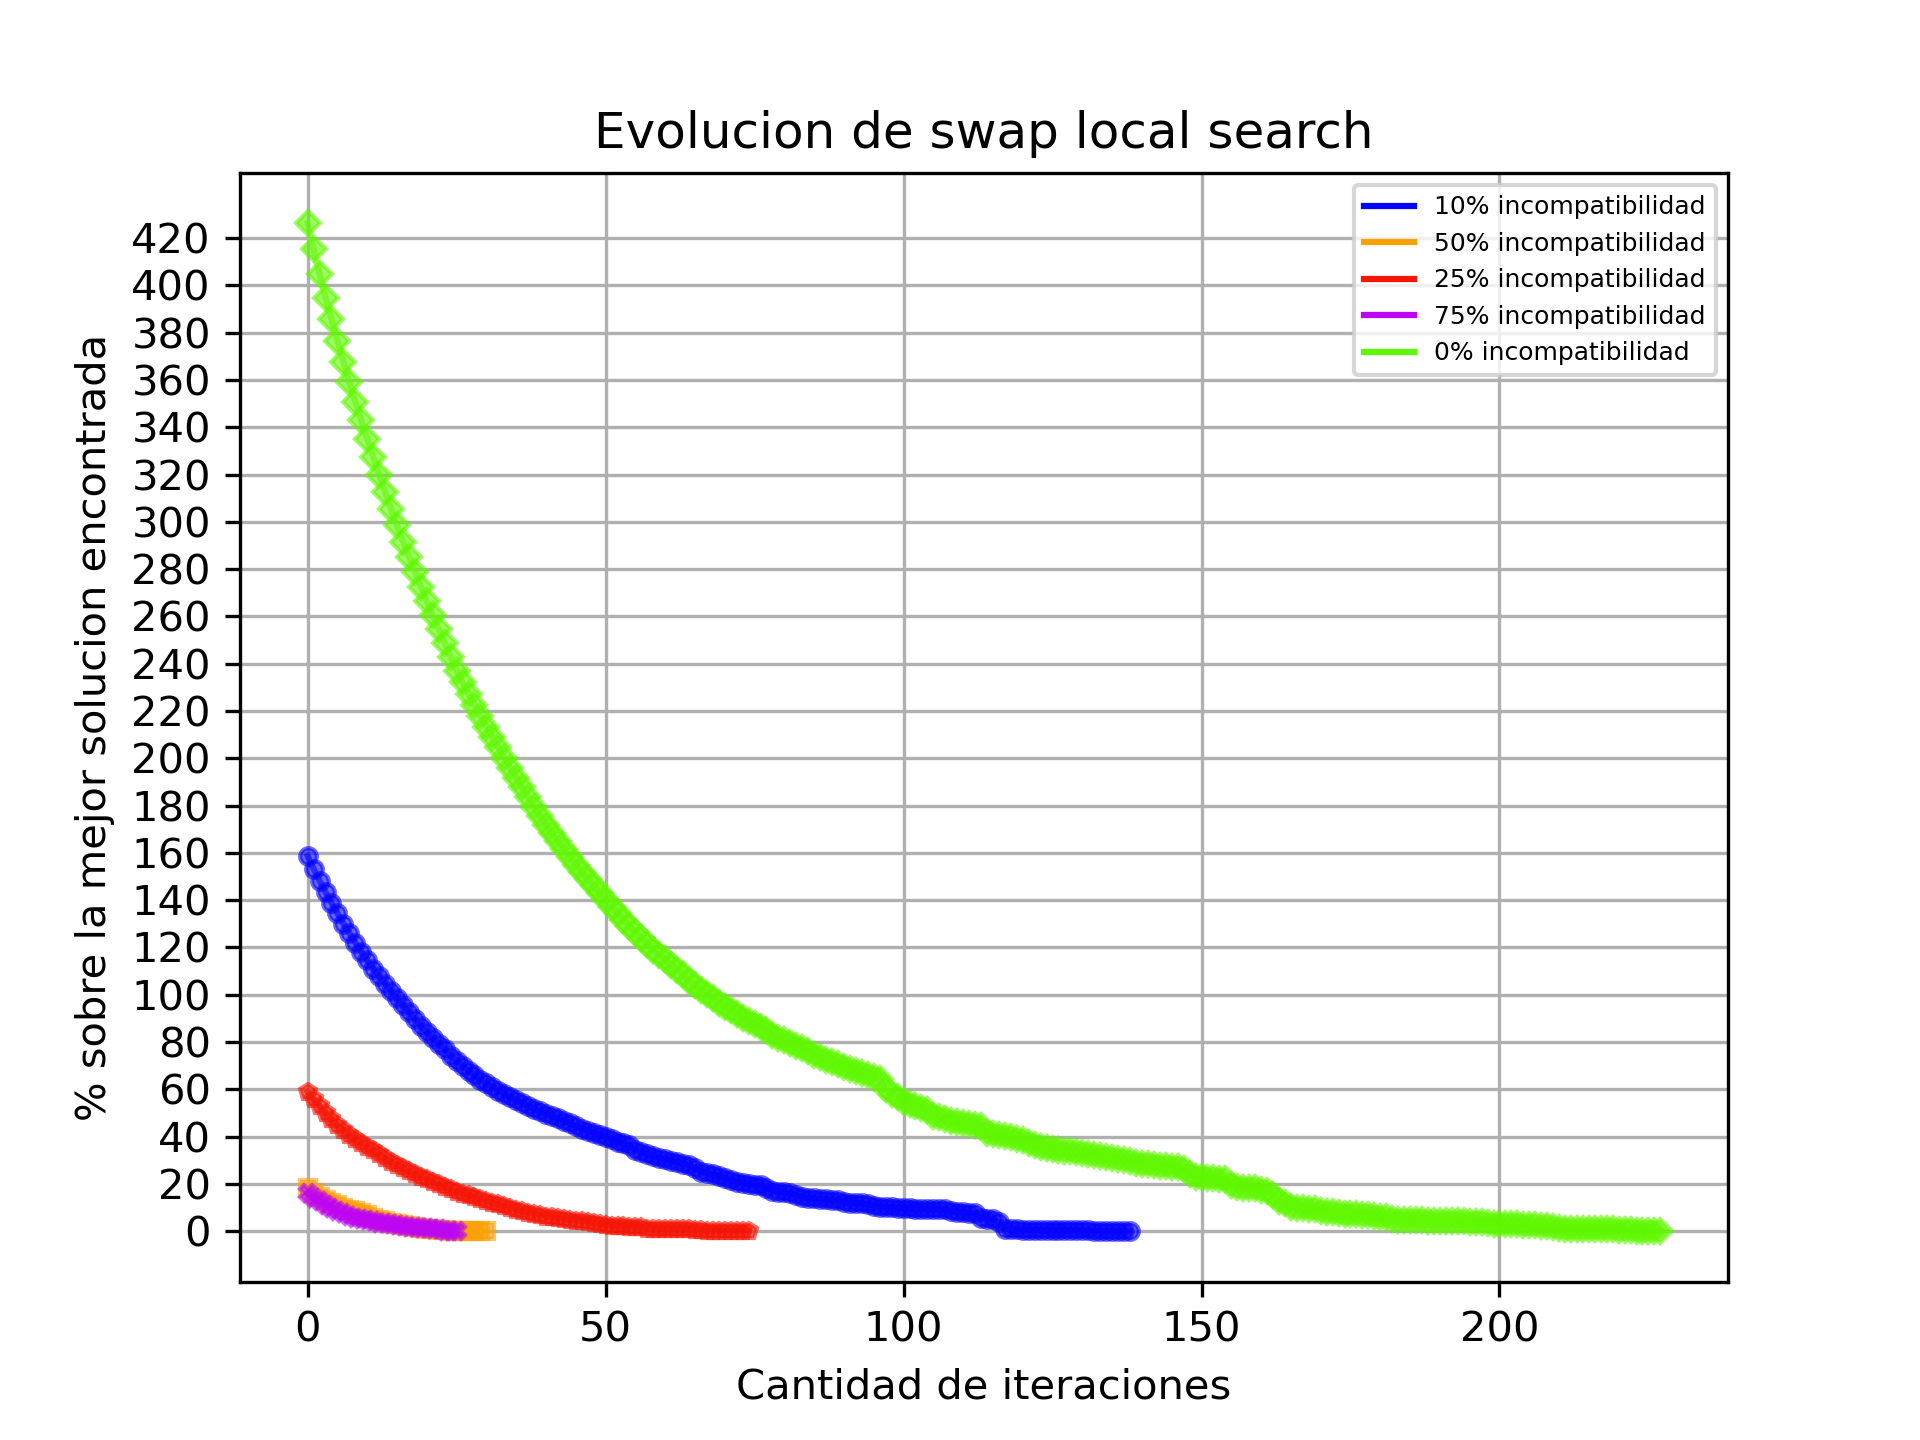 Evolucion de swap local search
10% incompatibilidad
50% incompatibilidad
25% incompatibilidad
75% incompatibilidad
0% incompatibilidad
% sobre la mejor solucion encontrada
420
400
380
360
340
320
300
280
260
240
220
200
180
160
140
120
100
80
60
40
20
0
0 50 100 150 200
Cantidad de iteraciones